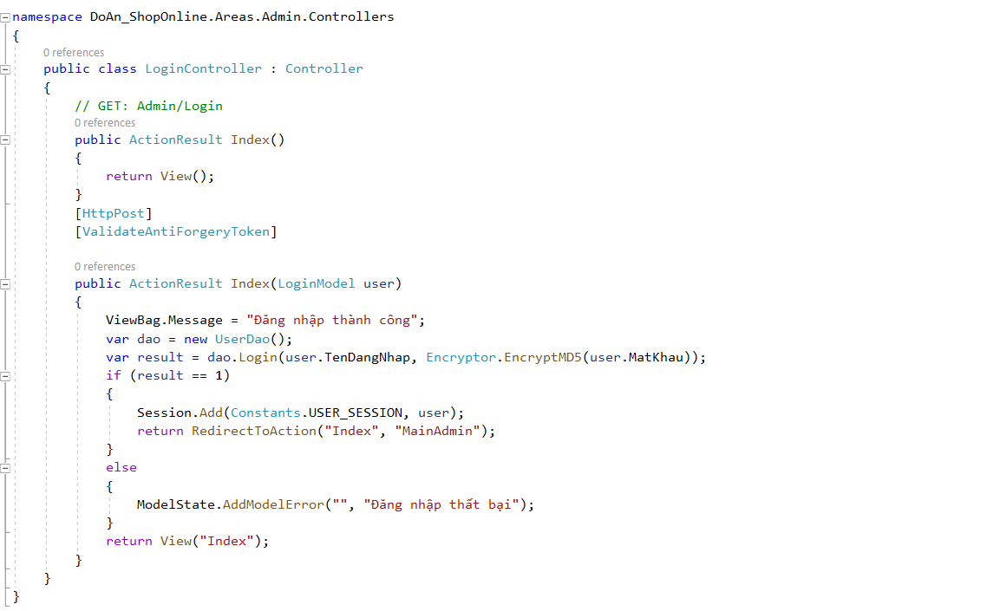 namespace DoAn_ShopOnline.Areas.Admin.Controllers
{
0 references
public class LoginController : Controller
{
// GET: Admin/Login
0 references
public ActionResult Index()
{
return View();
}
[HttpPost]
[ValidateAntiForgeryToken]
0 references
public ActionResult Index(LoginModel user)
{
ViewBag.Message = "Đăng nhập thành công";
var dao = new UserDao();
var result = dao.Login(user.TenDangNhap, Encryptor.EncryptMD5(user.MatKhau));
if (result == 1)
{
Session.Add(Constants.USER_SESSION, user);
return RedirectToAction("Index", "MainAdmin");
}
else
{
ModelState.AddModelError("", "Đăng nhập thất bại");
}
return View("Index");
}
}
}